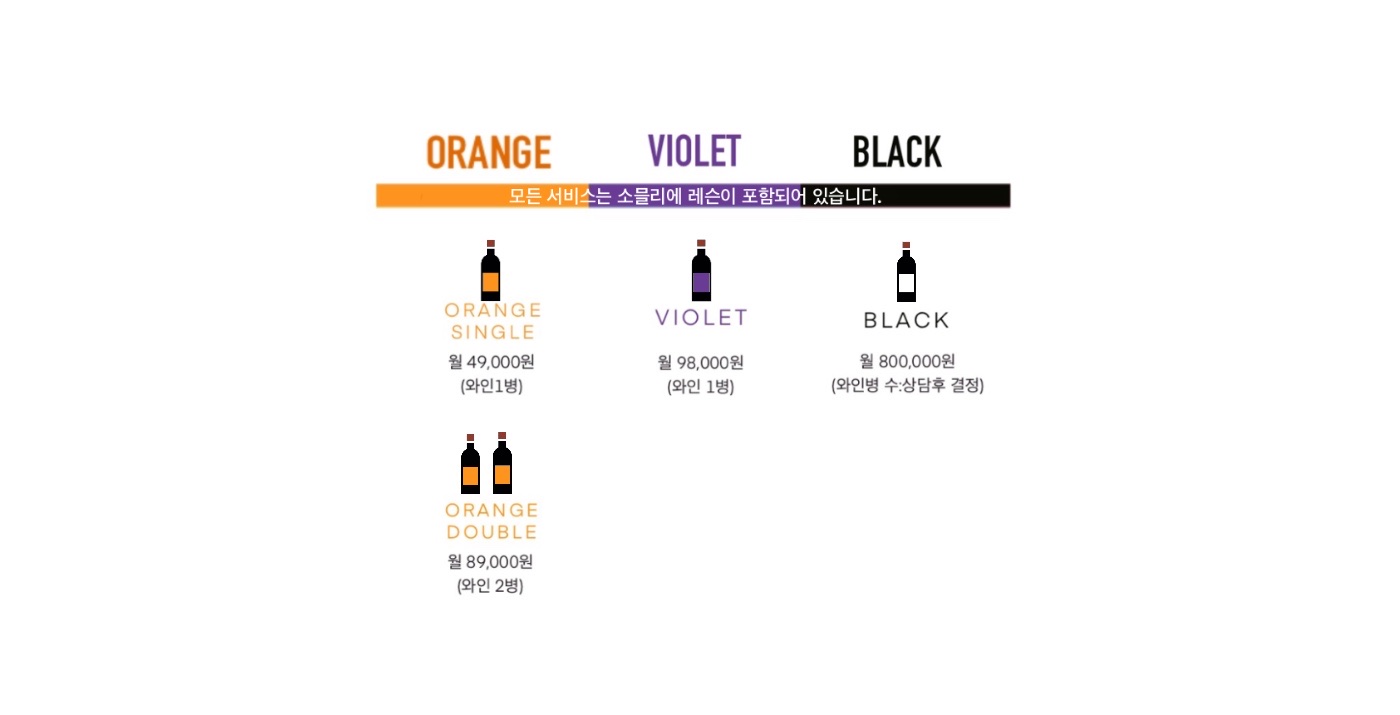 ORANGE VIOLET BLACK
모든 서비스는 소믈리에 레슨이 포함되어 있습니다.
ORANGE
SINGLE
월 49,000원
(와인1병)
VIOLET
월 98,000원
(와인 1병)
BLACK
월 800,000원
(와인병 수:상담후 결정)
ORANGE
DOUBLE
월 89,000원
(와인 2병)